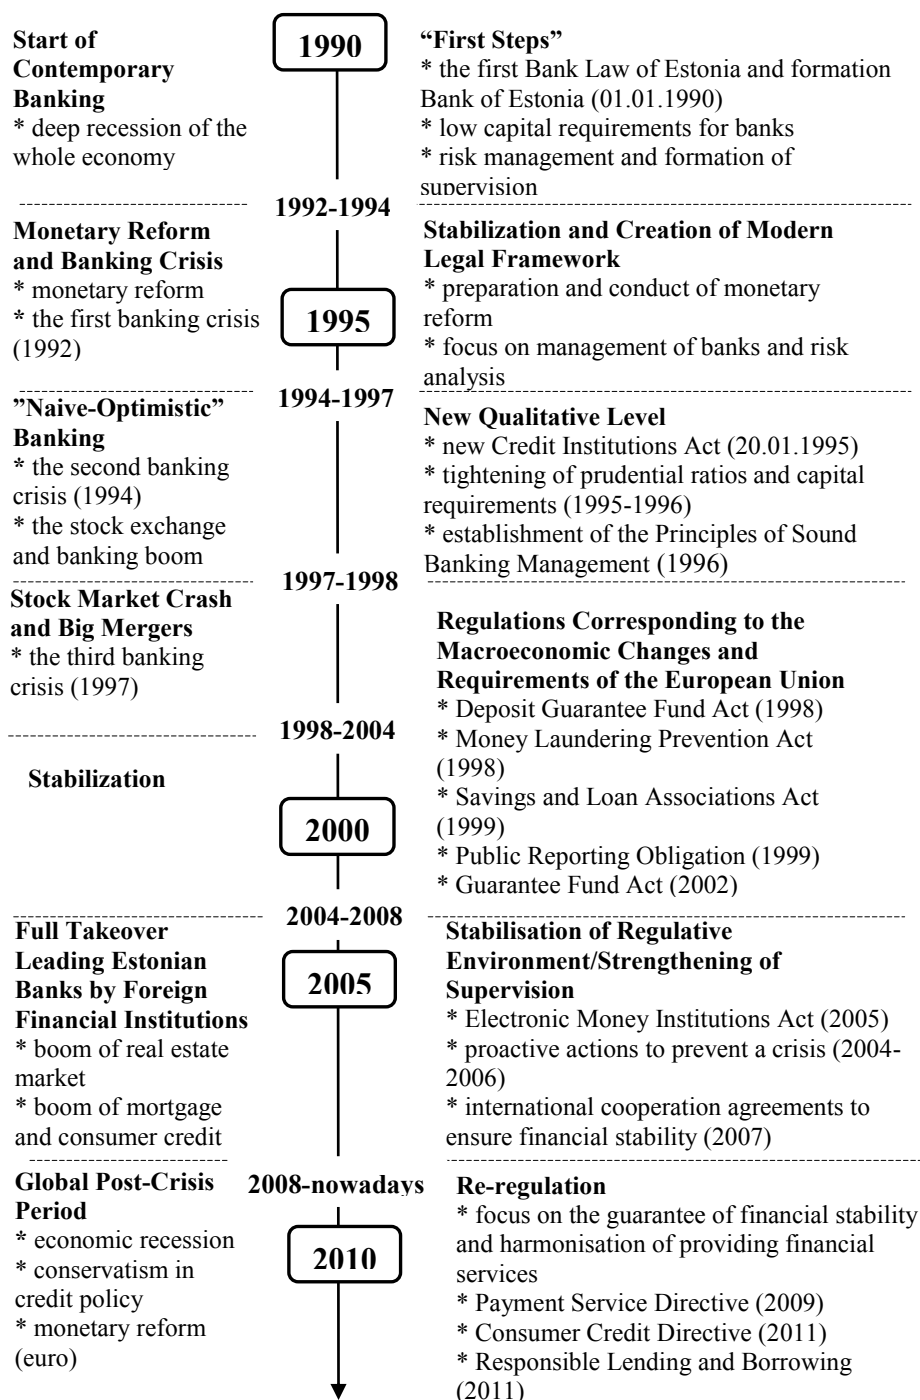 Start of
Contemporary
Banking
* deep recession of the
whole economy
1990
“First Steps”
* the first Bank Law of Estonia and formation
Bank of Estonia (01.01.1990)
* low capital requirements for banks
* risk management and formation of
supervision
1992-1994
Monetary Reform
and Banking Crisis
* monetary reform
* the first banking crisis
(1992)
1995
Stabilization and Creation of Modern
Legal Framework
* preparation and conduct of monetary
reform
* focus on management of banks and risk
analysis
1994-1997
”Naive-Optimistic”
Banking
* the second banking
crisis (1994)
* the stock exchange
and banking boom
New Qualitative Level
* new Credit Institutions Act (20.01.1995)
* tightening of prudential ratios and capital
requirements (1995-1996)
* establishment of the Principles of Sound
Banking Management (1996)
1997-1998
Stock Market Crash
and Big Mergers
* the third banking
crisis (1997)
Regulations Corresponding to the
Macroeconomic Changes and
Requirements of the European Union
* Deposit Guarantee Fund Act (1998)
* Money Laundering Prevention Act
(1998)
* Savings and Loan Associations Act
(1999)
* Public Reporting Obligation (1999)
* Guarantee Fund Act (2002)
1998-2004
Stabilization
2000
2004-2008
Full Takeover
Leading Estonian
Banks by Foreign
Financial Institutions
* boom of real estate
market
* boom of mortgage
and consumer credit
2005
Stabilisation of Regulative
Environment/Strengthening of
Supervision
* Electronic Money Institutions Act (2005)
* proactive actions to prevent a crisis (2004-
2006)
* international cooperation agreements to
ensure financial stability (2007)
2008-nowadays
Global Post-Crisis
Period
* economic recession
* conservatism in
credit policy
* monetary reform
(euro)
2010
Re-regulation
* focus on the guarantee of financial stability
and harmonisation of providing financial
services
* Payment Service Directive (2009)
* Consumer Credit Directive (2011)
* Responsible Lending and Borrowing
(2011)